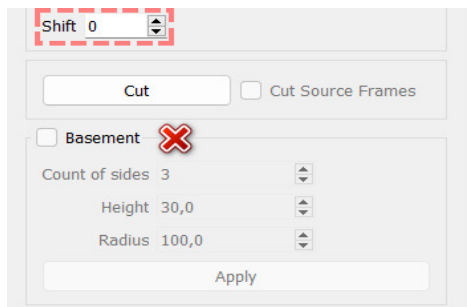 Shift 0
Cut Cut Source Frames
Basement
Count of sides 3
Height 30,0
Radius 100,0
Apply